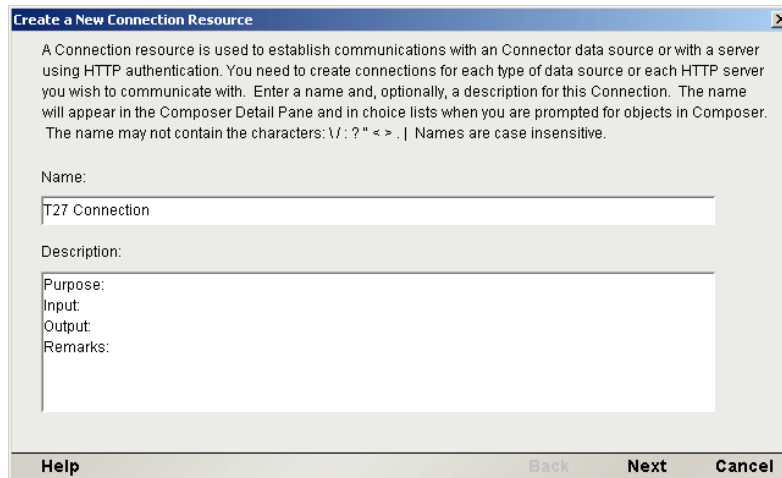 Create a New Connection Resource
A Connection resource is used to establish communications with an Connector data source or with a server
using HTTP authentication. You need to create connections for each type of data source or each HTTP server
you wish to communicate with.  Enter a name and, optionally, a description for this Connection.  The name
will appear in the Composer Detail Pane and in choice lists when you are prompted for objects in Composer.
The name may not contain the characters: \ / : ? " < > . |  Names are case insensitive.
Name:
T27 Connection
Description:
Purpose:
Input:
Output:
Remarks:
Help Back Next Cancel